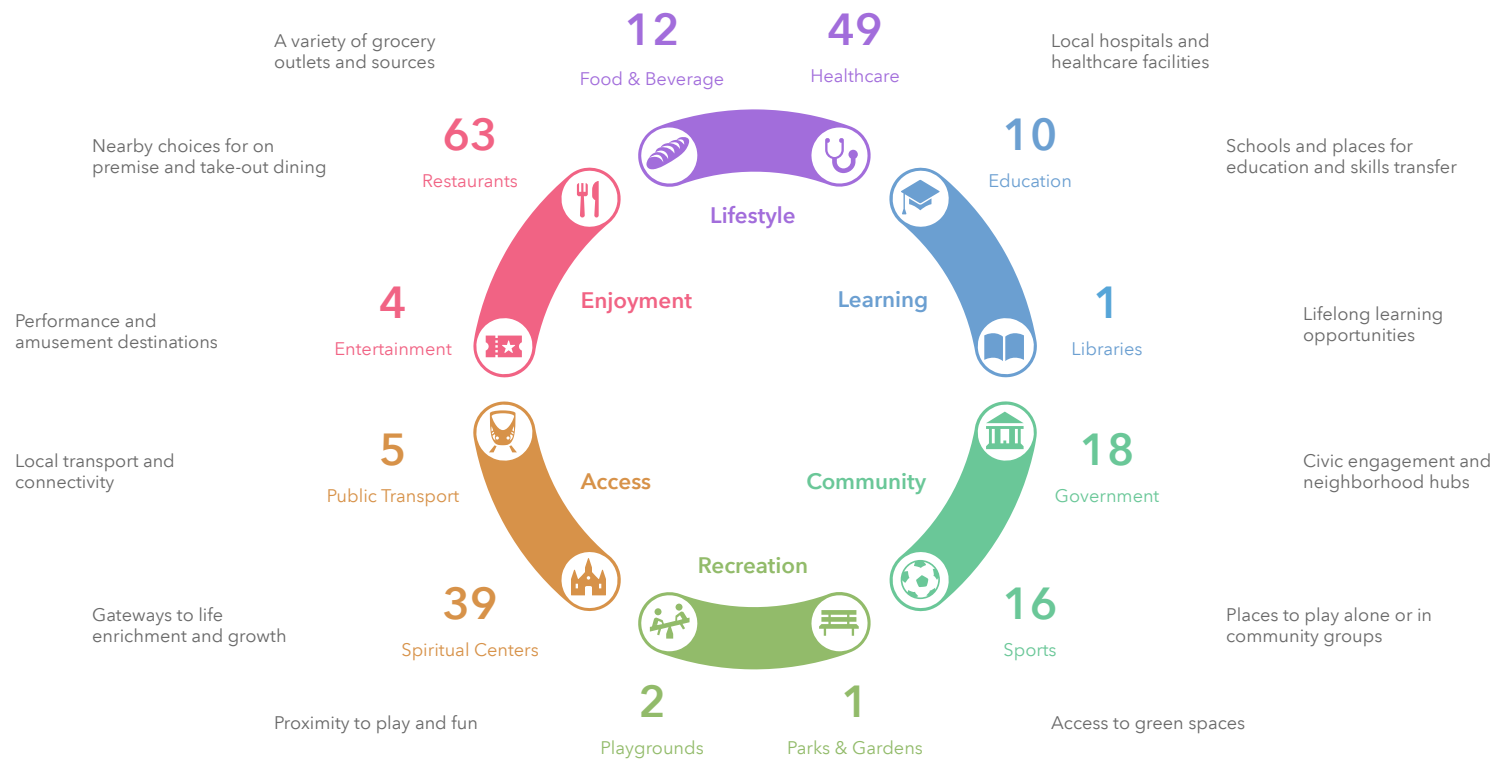 12
Food & Beverage
A variety of grocery
outlets and sources
49
Healthcare
Local hospitals and
healthcare facilities
63
Restaurants
Nearby choices for on
premise and take-out dining
10
Education
Schools and places for
education and skills transfer
Lifestyle
Enjoyment
Learning
4
Entertainment
Performance and
amusement destinations
1
Libraries
Lifelong learning
opportunities
5
Public Transport
Local transport and
connectivity
Access
Community
18
Government
Civic engagement and
neighborhood hubs
Recreation
39
Spiritual Centers
Gateways to life
enrichment and growth
16
Sports
Places to play alone or in
community groups
2
Playgrounds
Proximity to play and fun
1
Parks & Gardens
Access to green spaces